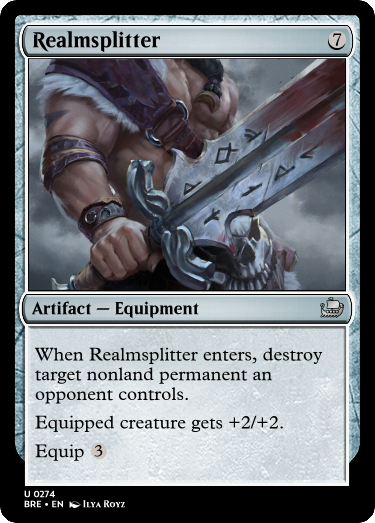 Realmsplitter 7
Artifact — Equipment
When Realmsplitter enters, destroy
target nonland permanent an
opponent controls.
Equipped creature gets +2/+2.
Equip 3
U 0274
BRE • EN Ilya Royz